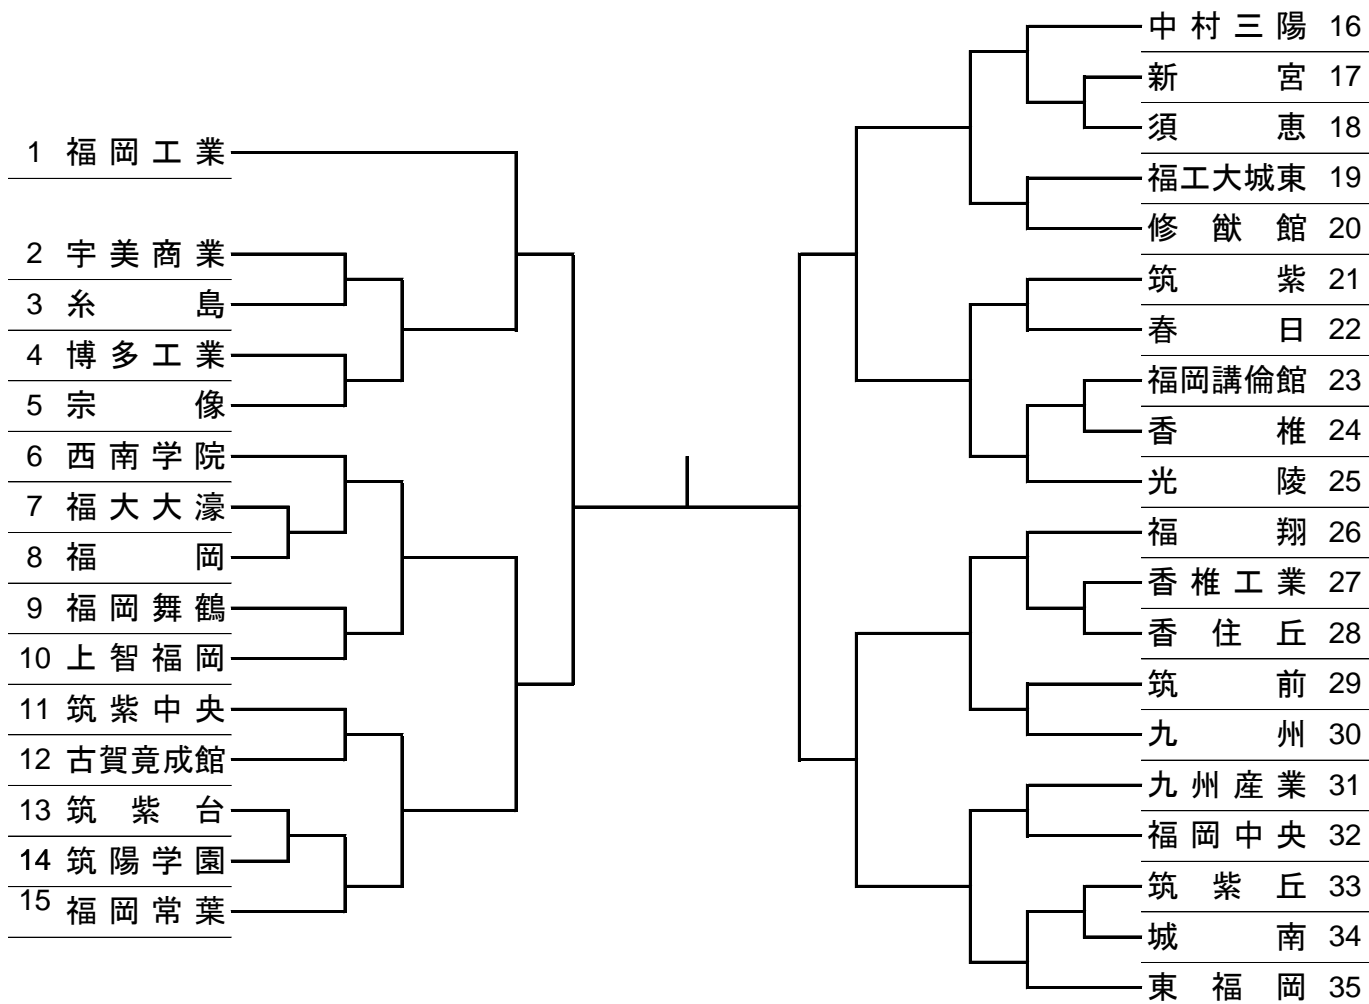 1 福岡工業
2 宇美商業
3 糸島
4 博多工業
5 宗像
6 西南学院
7 福大大濠
8 福岡
9 福岡舞鶴
10 上智福岡
11 筑紫中央
12 古賀竟成館
13 筑紫台
14 筑陽学園
15 福岡常葉
中村三陽 16
新宮 17
須恵 18
福工大城東 19
修猷館 20
筑紫 21
春日 22
福岡講倫館 23
香椎 24
光陵 25
福翔 26
香椎工業 27
香住丘 28
筑前 29
九州 30
九州産業 31
福岡中央 32
筑紫丘 33
城南 34
東福岡 35